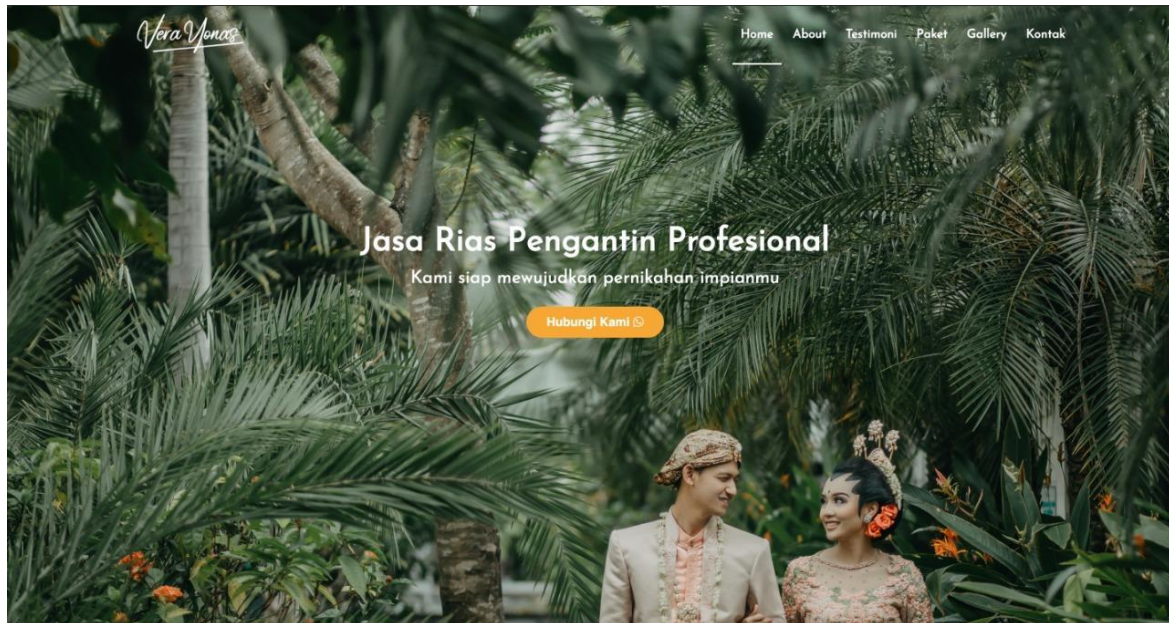 Vera Yonas
Home About Testimoni Paket Gallery Kontak
Jasa Rias Pengantin Profesional
Kami siap mewujudkan pernikahan impianmu
Hubungi Kami